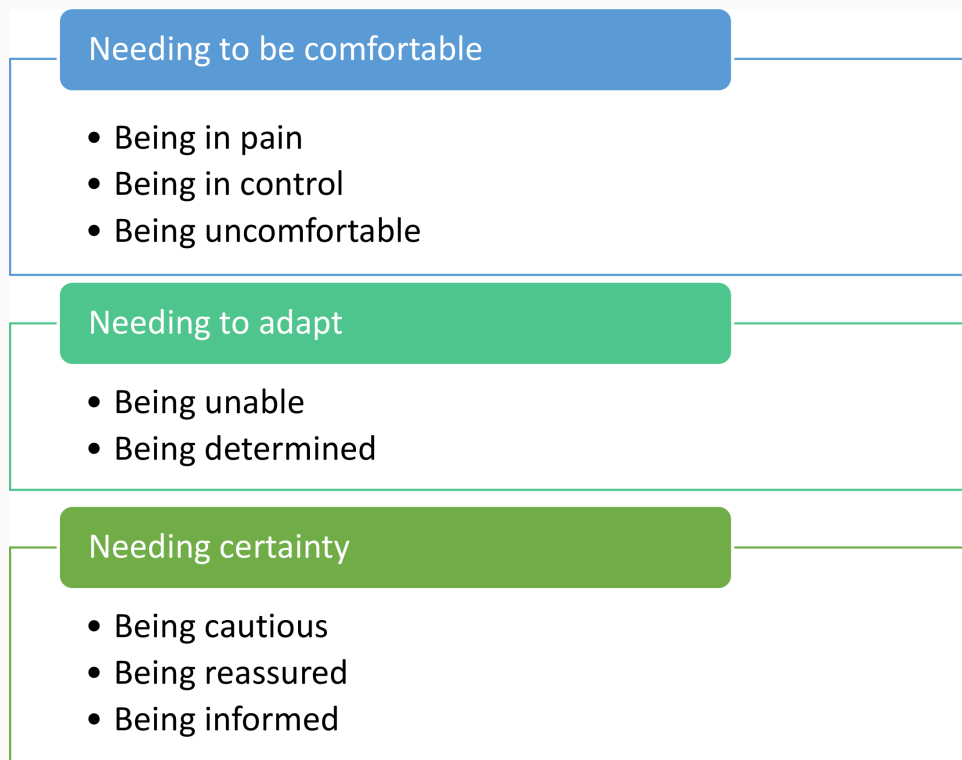 Needing to be comfortable
• Being in pain
• Being in control
• Being uncomfortable
Needing to adapt
• Being unable
• Being determined
Needing certainty
• Being cautious
• Being reassured
• Being informed